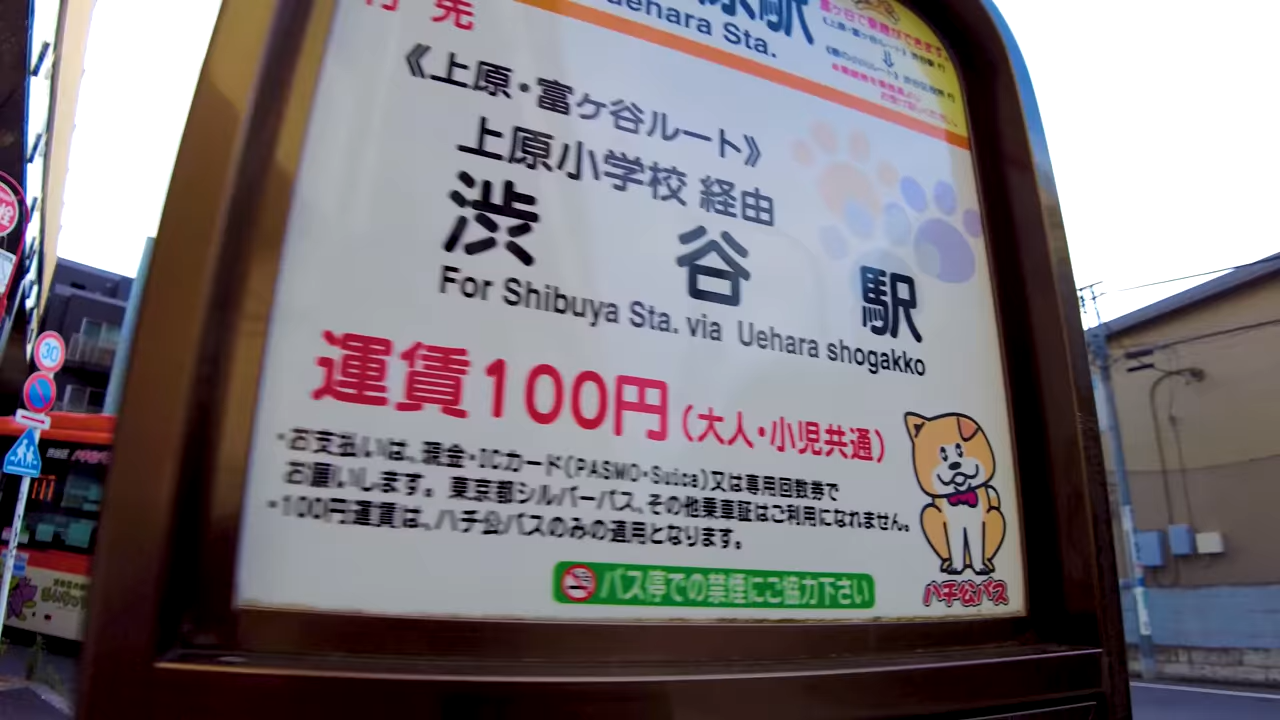 行先
Uehara Sta.
《上原・富ヶ谷ルート》
上原小学校 経由
渋谷駅
For Shibuya Sta. via Uehara shogakko
運賃100円（大人・小児共通）
・お支払いは、現金・ICカード（PASMO・Suica）又は専用回数券で
お願いします。東京都シルバーパス、その他乗車証はご利用になれません。
・100円運賃は、ハチ公バスのみの適用となります。
バス停での禁煙にご協力下さい
ハチ公バス
30